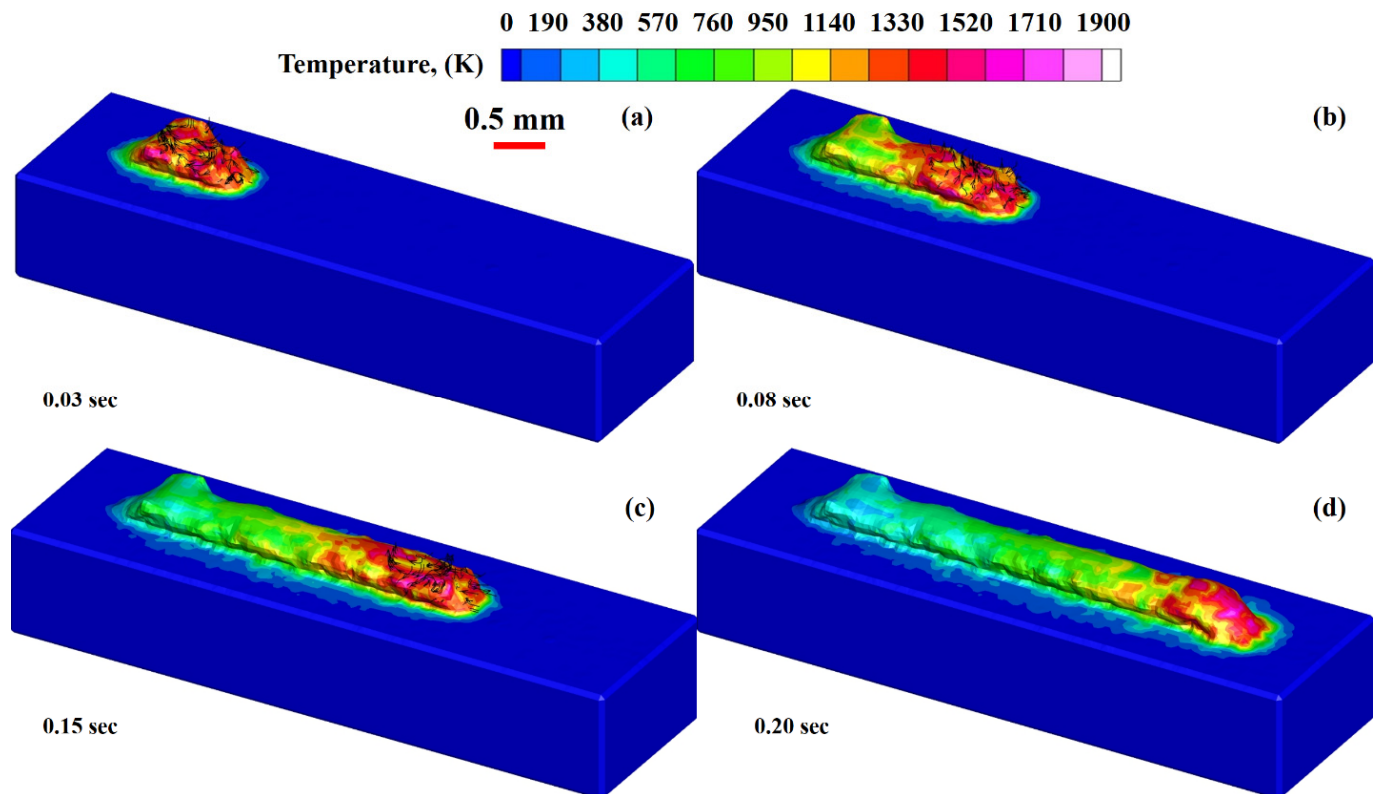 0 190 380 570 760 950 1140 1330 1520 1710 1900
Temperature, (K)
0.5 mm
(a)
(b)
0.03 sec
0.08 sec
(c)
(d)
0.15 sec
0.20 sec